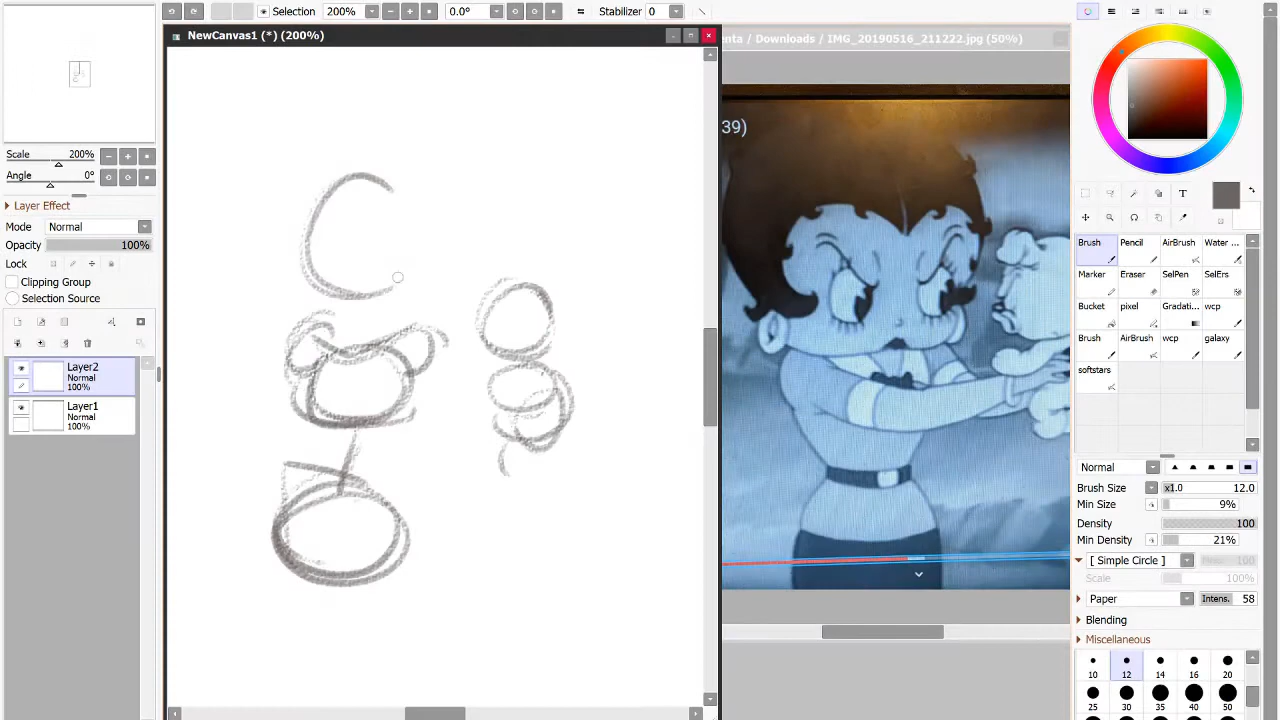 Selection 200% 0.0° Stabilizer 0
NewCanvas1 (*) (200%)
enta / Downloads / IMG_20190516_211222.jpg (50%)
39)
Scale 200%
Angle 0°
Layer Effect
Mode Normal
Opacity 100%
Lock
Clipping Group
Selection Source
Layer2
Normal
100%
Layer1
Normal
100%
T
Brush Pencil AirBrush Water ...
Marker Eraser SelPen SelErs
Bucket pixel Gradati... wcp
Brush AirBrush wcp galaxy
softstars
Normal
Brush Size x1.0 12.0
Min Size 9%
Density 100
Min Density 21%
[ Simple Circle ] 100
Scale 100%
Paper Intens. 58
Blending
Miscellaneous
10 12 14 16 20
25 30 35 40 50